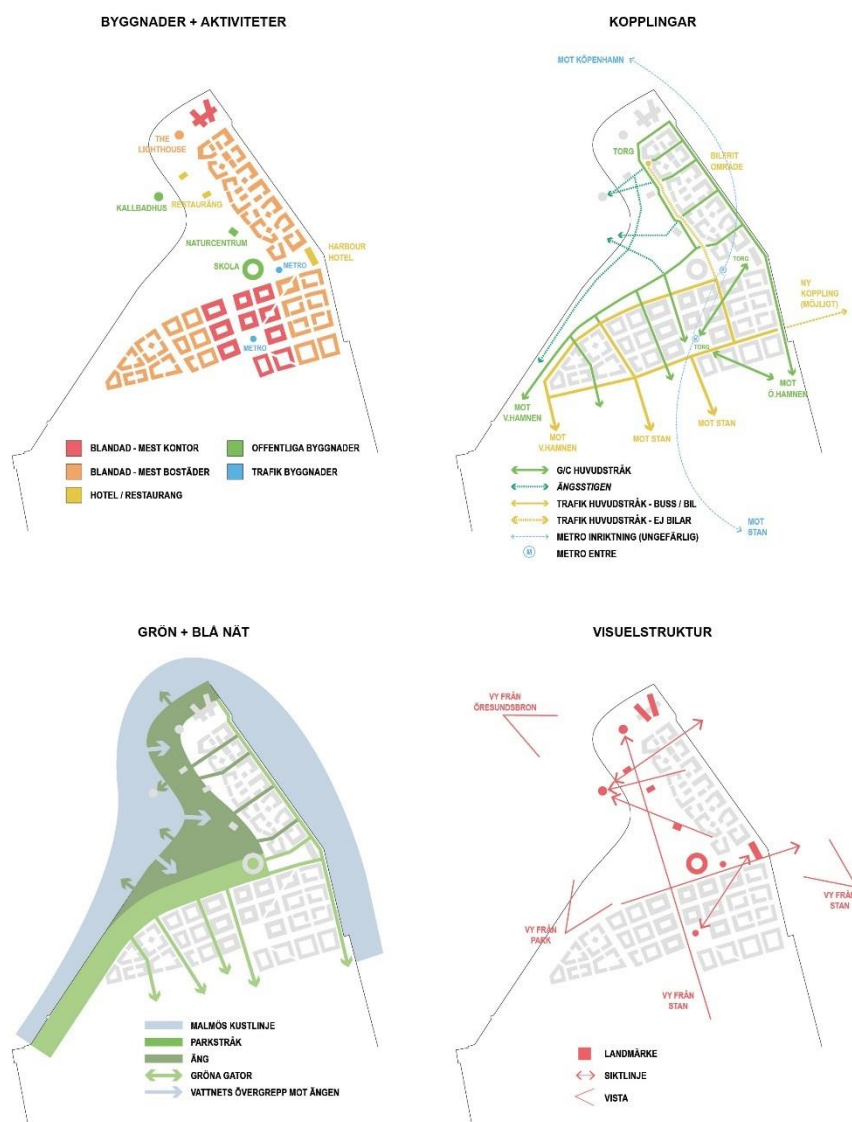 BYGGNADER + AKTIVITETER
THE
LIGHTHOUSE
KALLBADHUS
RESTAURANG
NATURCENTRUM
SKOLA
METRO
HARBOUR
HOTEL
METRO
BLANDAD - MEST KONTOR
BLANDAD - MEST BOSTÄDER
HOTEL / RESTAURANG
OFFENTLIGA BYGGNADER
TRAFIK BYGGNADER
KOPPLINGAR
MOT KÖPENHAMN
TORG
BILFRIT
OMRÅDE
TORG
M
NY
KOPPLING
(MÖJLIGT)
M
TORG
MOT
V.HAMNEN
MOT
V.HAMNEN
MOT STAN
MOT STAN
MOT
Ö.HAMNEN
MOT
STAN
G/C HUVUDSTRÅK
ÄNGSSTIGEN
TRAFIK HUVUDSTRÅK - BUSS / BIL
TRAFIK HUVUDSTRÅK - EJ BILAR
METRO INRIKTNING (UNGEFÄRLIG)
M
METRO ENTRE
GRÖN + BLÅ NÄT
MALMÖS KUSTLINJE
PARKSTRÅK
ÄNG
GRÖNA GATOR
VATTNETS ÖVERGREPP MOT ÄNGEN
VISUELSTRUKTUR
VY FRÅN
ÖRESUNDSBRON
VY FRÅN
STAN
VY FRÅN
PARK
VY FRÅN
STAN
LANDMÄRKE
SIKTLINJE
VISTA